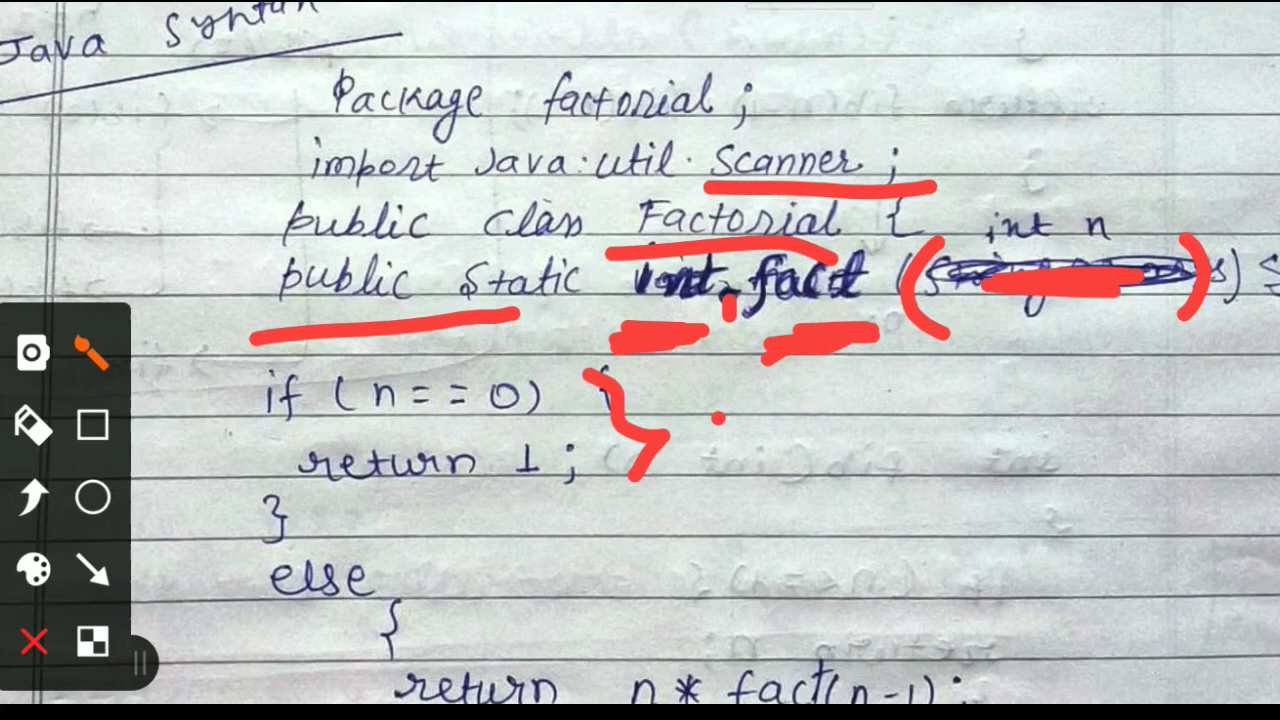 Java Syntax
Package factorial ;
import Java.util. Scanner ;
public Class Factorial {
int n
public static int fact ( ) {
if ( n = = 0 ) {
return 1 ;
}
else
{
return n * fact(n-1) ;